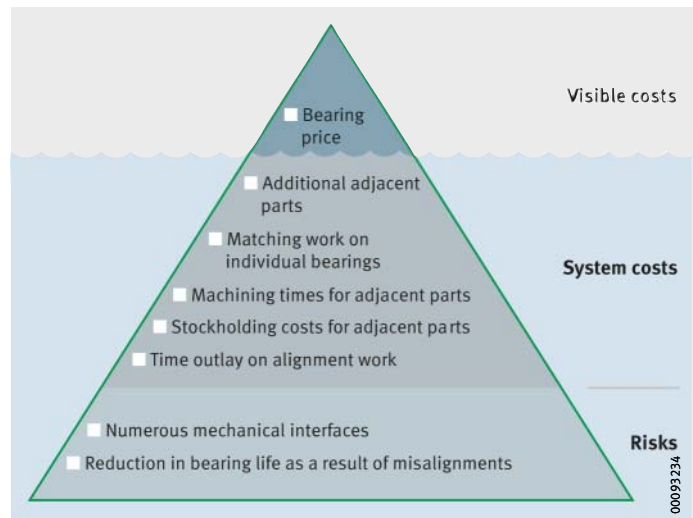 Visible costs
Bearing
price
Additional adjacent
parts
Matching work on
individual bearings
System costs
Machining times for adjacent parts
Stockholding costs for adjacent parts
Time outlay on alignment work
Numerous mechanical interfaces
Risks
Reduction in bearing life as a result of misalignments
00093234